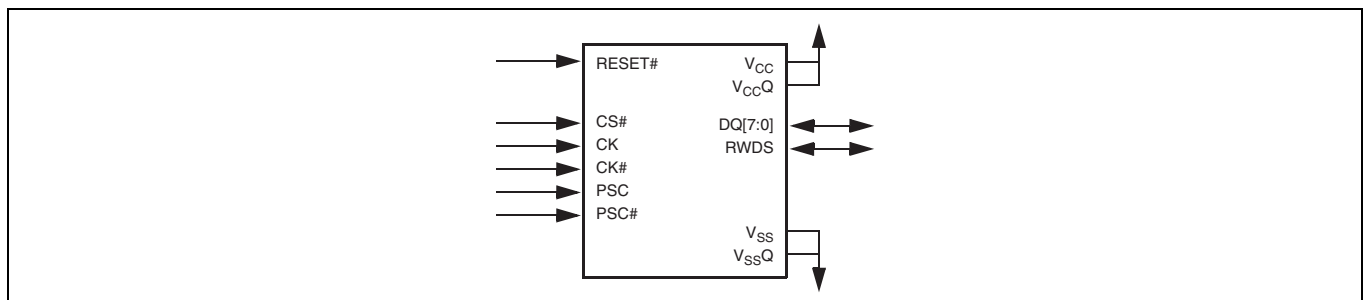 RESET#
CS#
CK
CK#
PSC
PSC#
VCC
VCCQ
DQ[7:0]
RWDS
VSS
VSSQ